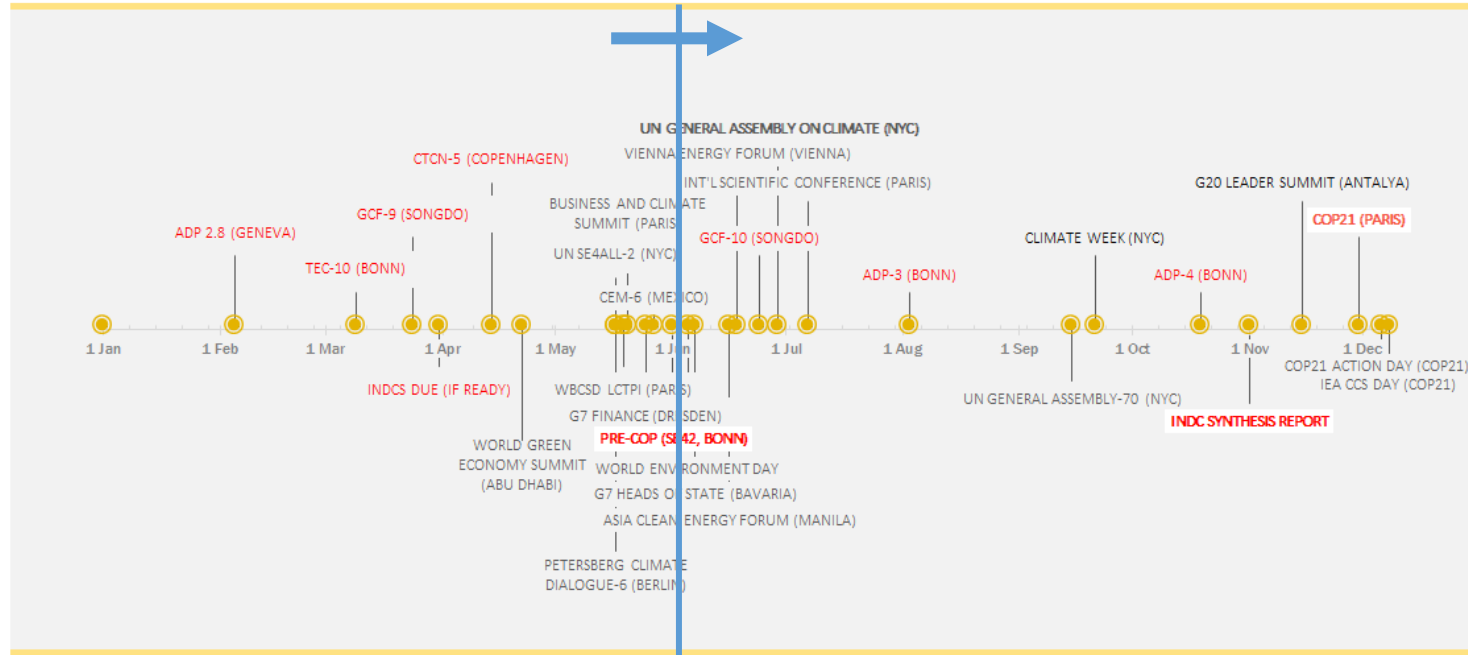 UN GENERAL ASSEMBLY ON CLIMATE (NYC)
VIENNA ENERGY FORUM (VIENNA)
CTCN-5 (COPENHAGEN)
INT'L SCIENTIFIC CONFERENCE (PARIS)
G20 LEADER SUMMIT (ANTALYA)
BUSINESS AND CLIMATE
SUMMIT (PARIS)
GCF-9 (SONGDO)
COP21 (PARIS)
ADP 2.8 (GENEVA)
GCF-10 (SONGDO)
CLIMATE WEEK (NYC)
UN SE4ALL-2 (NYC)
TEC-10 (BONN)
ADP-3 (BONN)
ADP-4 (BONN)
CEM-6 (MEXICO)
1 Jan 1 Feb 1 Mar 1 Apr 1 May 1 Jun 1 Jul 1 Aug 1 Sep 1 Oct 1 Nov 1 Dec
COP21 ACTION DAY (COP21)
IEA CCS DAY (COP21)
INDCS DUE (IF READY)
WBCSD LCTPI (PARIS)
UN GENERAL ASSEMBLY-70 (NYC)
G7 FINANCE (DRESDEN)
INDC SYNTHESIS REPORT
PRE-COP (SB42, BONN)
WORLD GREEN
ECONOMY SUMMIT
(ABU DHABI)
WORLD ENVIRONMENT DAY
G7 HEADS OF STATE (BAVARIA)
ASIA CLEAN ENERGY FORUM (MANILA)
PETERSBERG CLIMATE
DIALOGUE-6 (BERLIN)